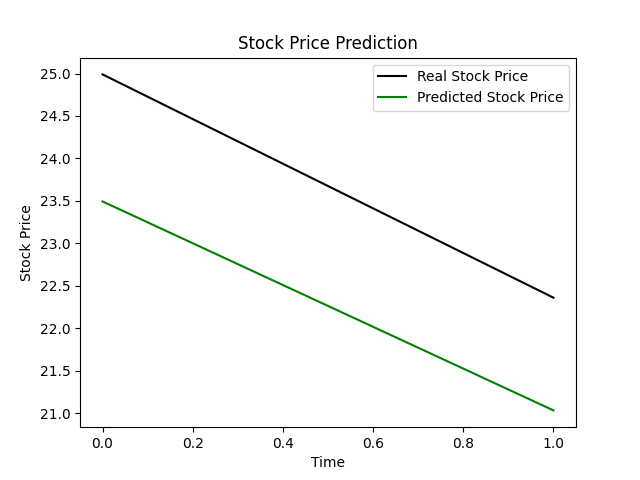 Stock Price Prediction
Real Stock Price
Predicted Stock Price
25.0
24.5
24.0
23.5
23.0
22.5
22.0
21.5
21.0
Stock Price
0.0 0.2 0.4 0.6 0.8 1.0
Time